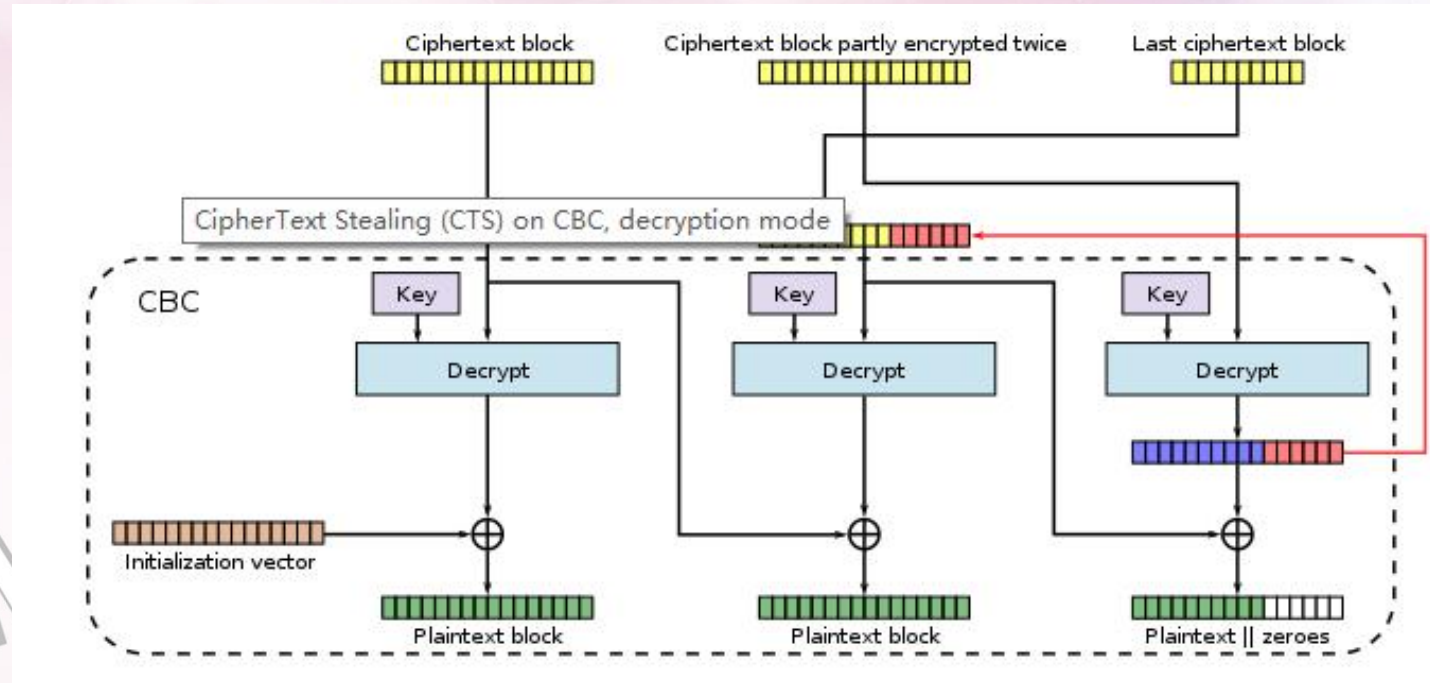 Ciphertext block
Ciphertext block partly encrypted twice
Last ciphertext block
CipherText Stealing (CTS) on CBC, decryption mode
CBC
Key
Key
Key
Decrypt
Decrypt
Decrypt
Initialization vector
Plaintext block
Plaintext block
Plaintext || zeroes